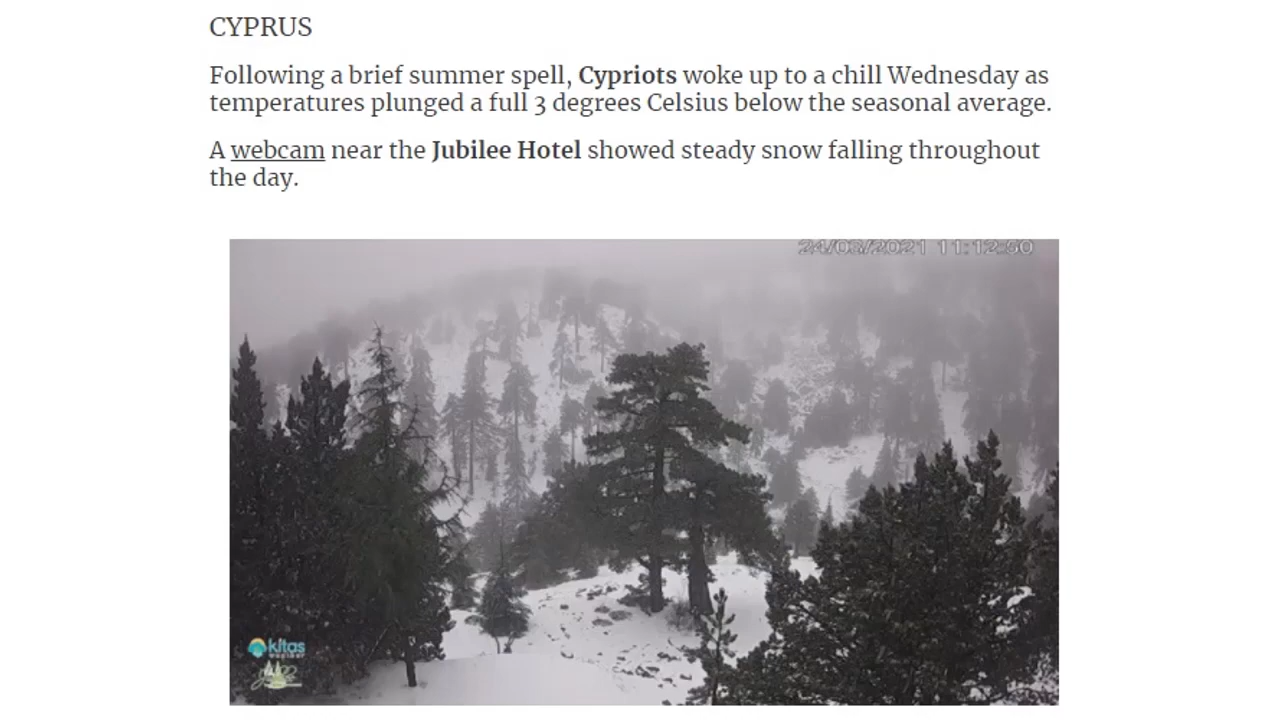 CYPRUS
Following a brief summer spell, Cypriots woke up to a chill Wednesday as
temperatures plunged a full 3 degrees Celsius below the seasonal average.
A webcam near the Jubilee Hotel showed steady snow falling throughout
the day.
24/03/2021 11:12:50
kitas
weather